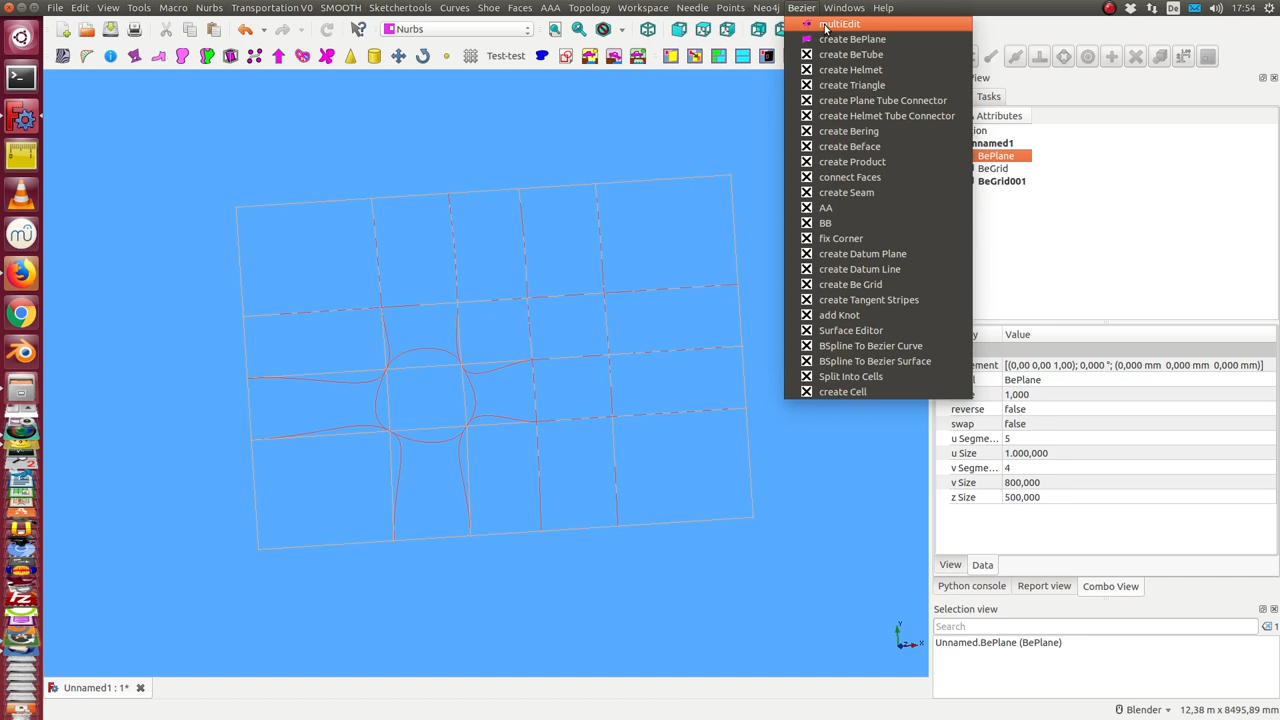 File Edit Nurbs Transportation V0 SMOOTH Sketchertools Curves Shoe Faces AAA Topology Workspace Needle Points Neo4j Bezier Windows Help
De
17:54
Nurbs
Test-test
multiEdit
create BePlane
create BeTube
create Helmet
create Triangle
create Plane Tube Connector
create Helmet Tube Connector
create Bering
create Beface
create Product
connect Faces
create Seam
AA
BB
fix Corner
create Datum Plane
create Datum Line
create Be Grid
create Tangent Stripes
add Knot
Surface Editor
BSpline To Bezier Curve
BSpline To Bezier Surface
Split Into Cells
create Cell
Tasks
Attributes
BePlane
BeGrid
BeGrid001
Value
[(0,00 0,00 1,00); 0,000 °; (0,000 mm 0,000 mm 0,000 mm)]
BePlane
1,000
reverse false
swap false
u Segme... 5
u Size 1.000,000
v Segme... 4
v Size 800,000
z Size 500,000
View Data
Python console Report view Combo View
Selection view
Search
1
Unnamed.BePlane (BePlane)
X
Unnamed1 : 1*
Blender
12,38 m x 8495,89 mm